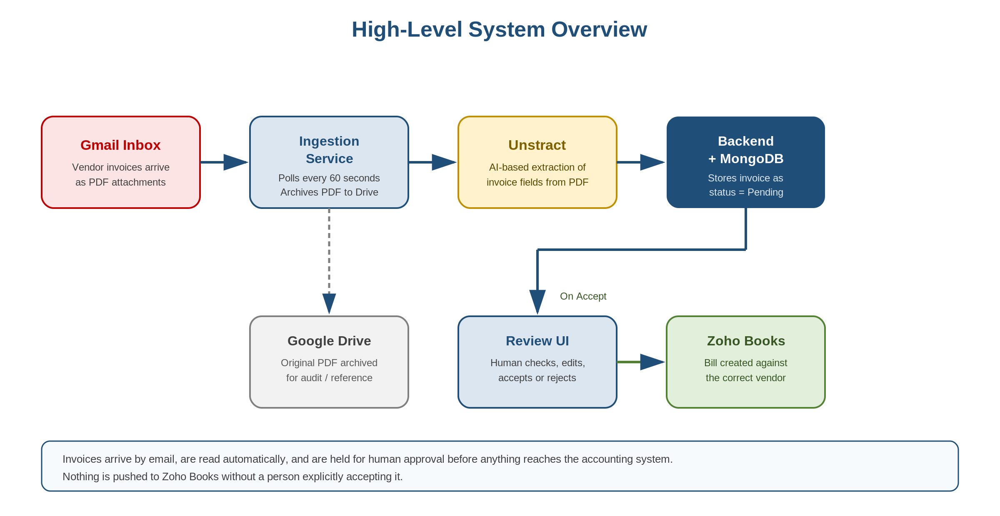 High-Level System Overview
Gmail Inbox
Vendor invoices arrive
as PDF attachments
Ingestion
Service
Polls every 60 seconds
Archives PDF to Drive
Unstract
AI-based extraction of
invoice fields from PDF
Backend
+ MongoDB
Stores invoice as
status = Pending
On Accept
Google Drive
Original PDF archived
for audit / reference
Review UI
Human checks, edits,
accepts or rejects
Zoho Books
Bill created against
the correct vendor
Invoices arrive by email, are read automatically, and are held for human approval before anything reaches the accounting system.
Nothing is pushed to Zoho Books without a person explicitly accepting it.